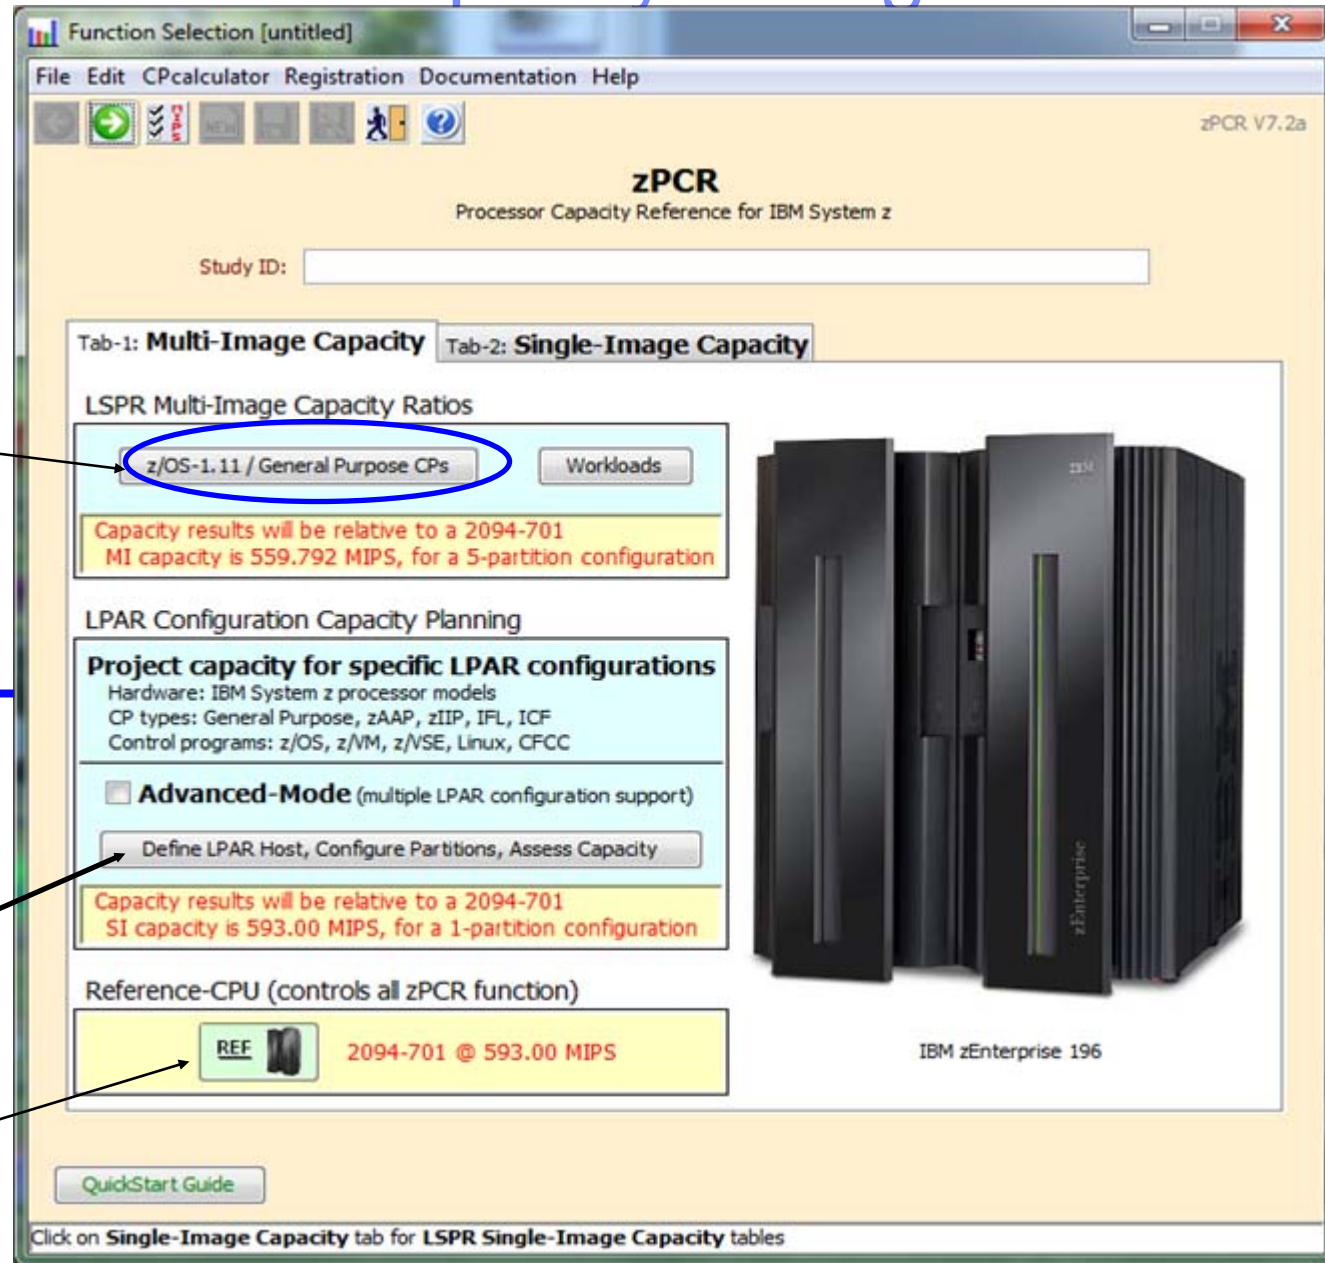 Function Selection [untitled]
File Edit CPcalculator Registration Documentation Help
MIPS
NEW
zPCR V7.2a
zPCR
Processor Capacity Reference for IBM System z
Study ID:
Tab-1: Multi-Image Capacity
Tab-2: Single-Image Capacity
LSPR Multi-Image Capacity Ratios
z/OS-1.11 / General Purpose CPs
Workloads
Capacity results will be relative to a 2094-701
MI capacity is 559.792 MIPS, for a 5-partition configuration
LPAR Configuration Capacity Planning
Project capacity for specific LPAR configurations
Hardware: IBM System z processor models
CP types: General Purpose, zAAP, zIIP, IFL, ICF
Control programs: z/OS, z/VM, z/VSE, Linux, CFCC
Advanced-Mode (multiple LPAR configuration support)
Define LPAR Host, Configure Partitions, Assess Capacity
Capacity results will be relative to a 2094-701
SI capacity is 593.00 MIPS, for a 1-partition configuration
zEnterprise
Reference-CPU (controls all zPCR function)
REF
2094-701 @ 593.00 MIPS
IBM zEnterprise 196
QuickStart Guide
Click on Single-Image Capacity tab for LSPR Single-Image Capacity tables